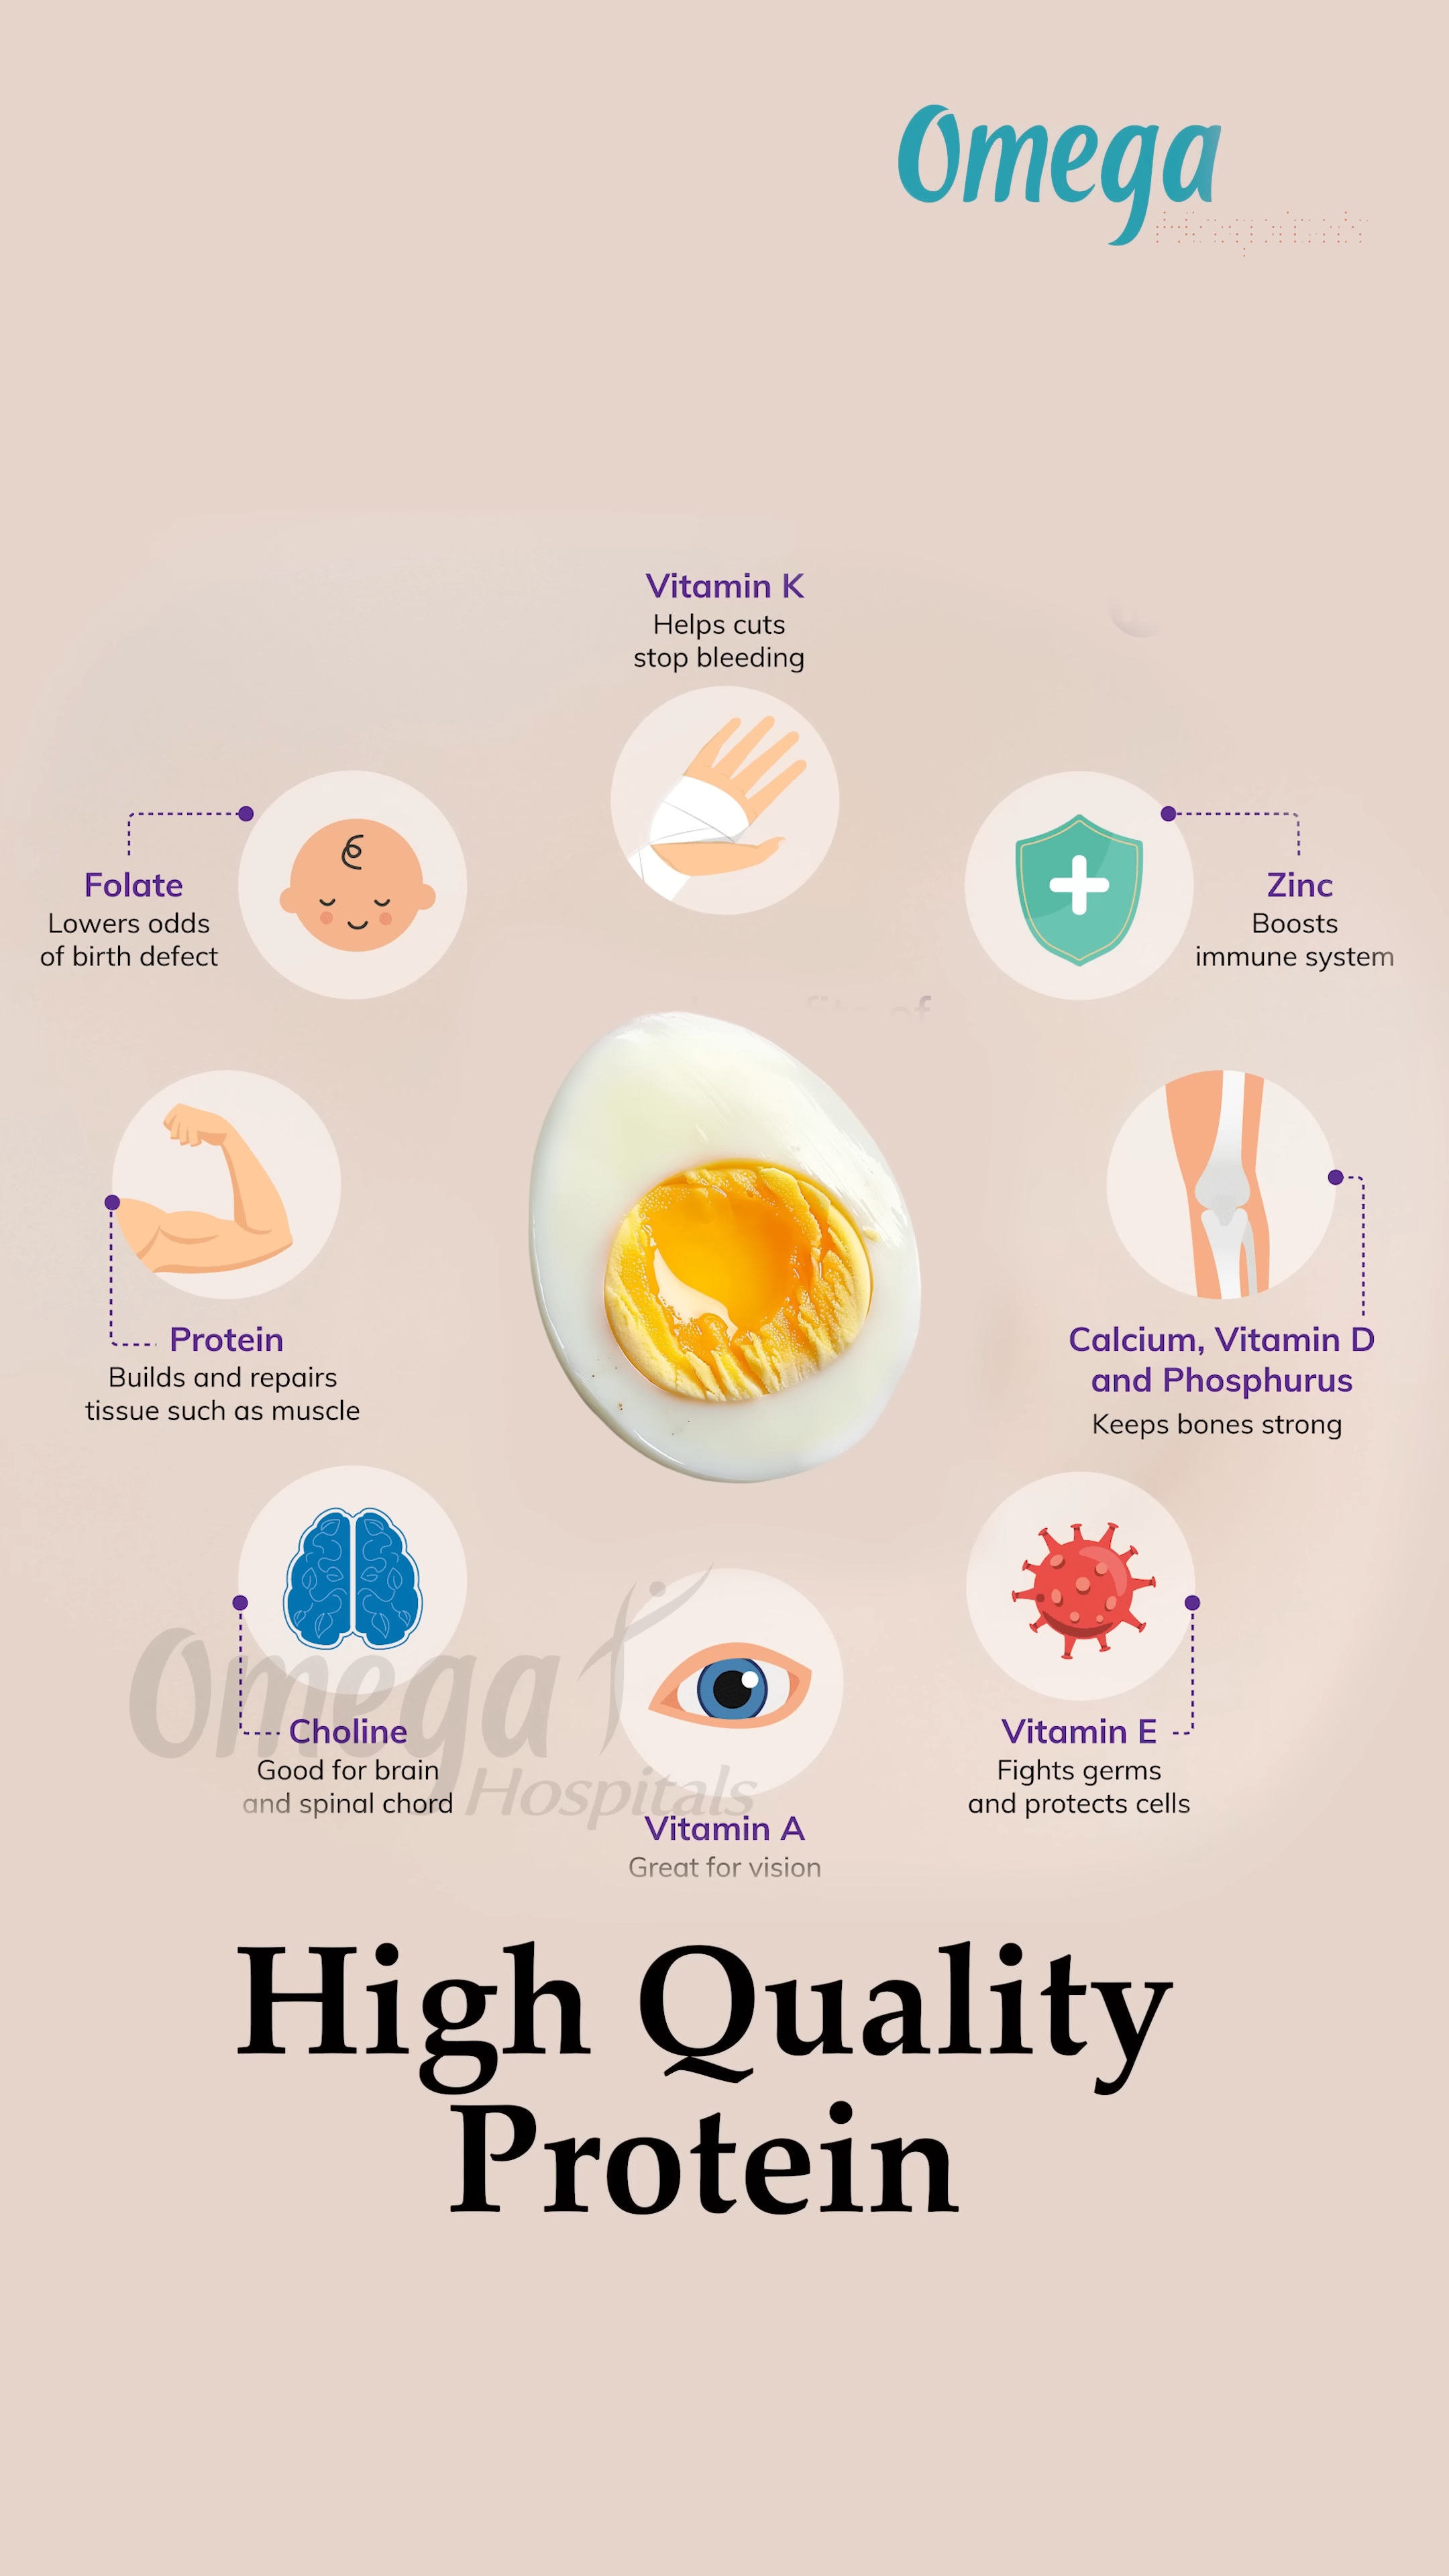 Omega
Vitamin K
Helps cuts
stop bleeding
Folate
Lowers odds
of birth defect
Zinc
Boosts
immune system
Protein
Builds and repairs
tissue such as muscle
Calcium, Vitamin D
and Phosphurus
Keeps bones strong
Choline
Good for brain
and spinal chord
Vitamin E
Fights germs
and protects cells
Omega
Hospitals
Vitamin A
Great for vision
High Quality
Protein